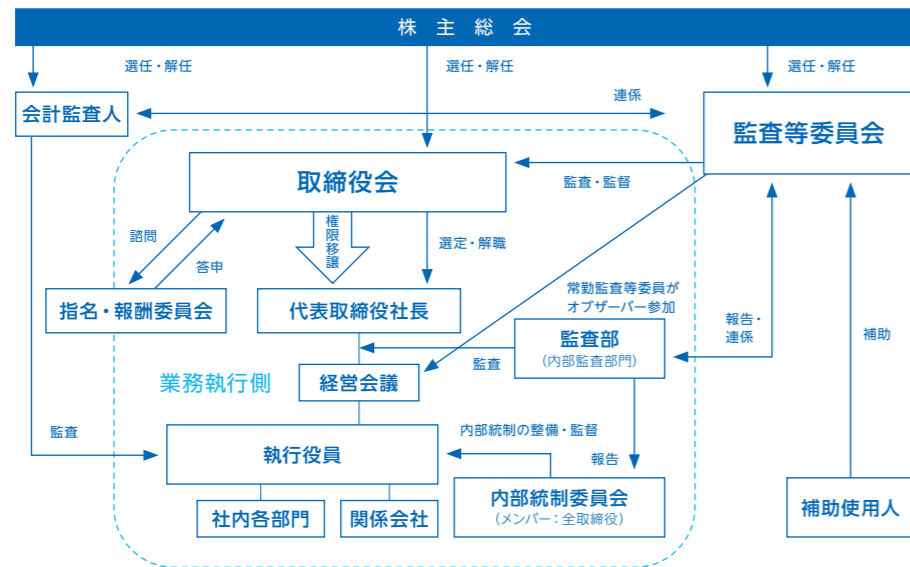 株主総会
選任・解任
選任・解任
選任・解任
会計監査人
連係
監査等委員会
取締役会
監査・監督
権限移譲
諮問
答申
選定・解職
指名・報酬委員会
代表取締役社長
常勤監査等委員が
オブザーバー参加
監査部
(内部監査部門)
報告・
連係
補助
監査
業務執行側
経営会議
監査
執行役員
内部統制の整備・監督
報告
社内各部門
関係会社
内部統制委員会
(メンバー:全取締役)
補助使用人